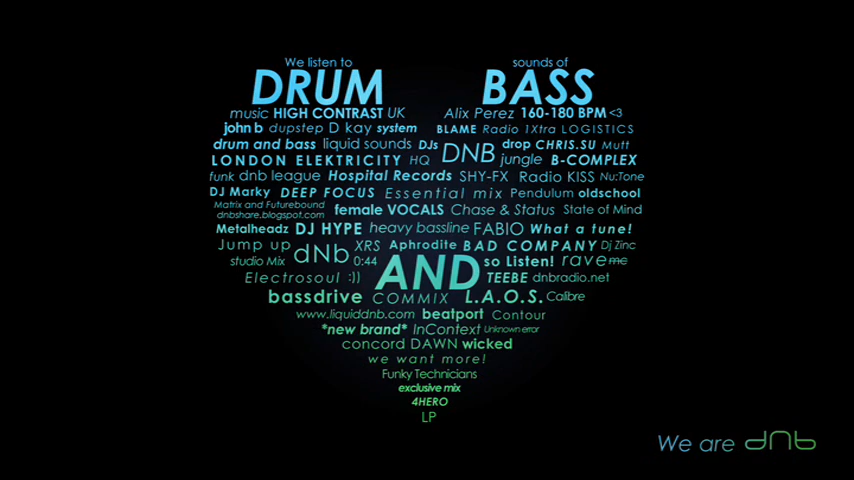 We listen to sounds of
DRUM BASS
music HIGH CONTRAST UK Alix Perez 160-180 BPM <3
john b dupstep D kay system BLAME Radio 1Xtra LOGISTICS
drum and bass liquid sounds DJs DNB drop CHRIS.SU Mutt
LONDON ELEKTRICITY HQ jungle B-COMPLEX
funk dnb league Hospital Records SHY-FX Radio KISS Nu:Tone
DJ Marky DEEP FOCUS Essential mix Pendulum oldschool
Matrix and Futurebound
dnbshare.blogspot.com female VOCALS Chase & Status State of Mind
Metalheadz DJ HYPE heavy bassline FABIO What a tune!
Jump up dNb XRS Aphrodite BAD COMPANY Dj Zinc
studio Mix 0:44 AND so Listen! rave mc
Electrosoul :)) TEEBE dnbradio.net
bassdrive COMMIX L.A.O.S. Calibre
www.liquiddnb.com beatport Contour
*new brand* InContext Unknown error
concord DAWN wicked
we want more!
Funky Technicians
exclusive mix
4HERO
LP
We are dnb